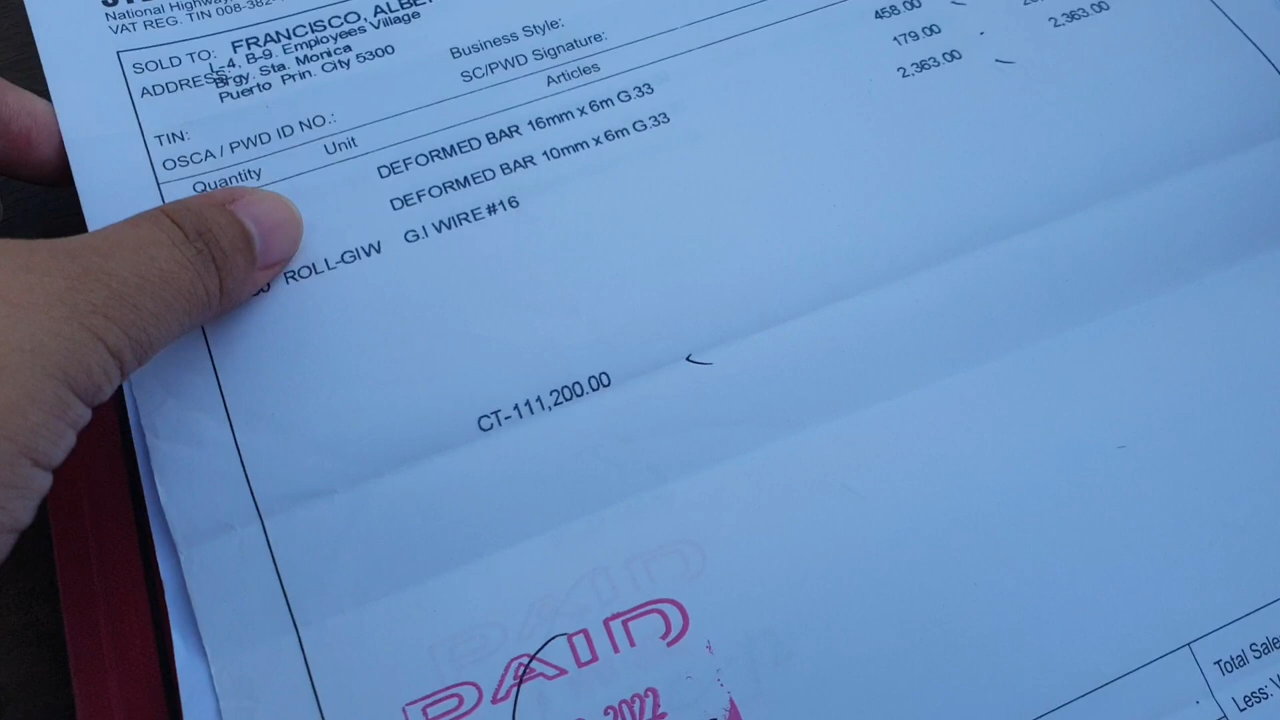 National Highway,
VAT REG. TIN 008-382-
SOLD TO: FRANCISCO, ALBE
ADDRESS: L-4, B-9, Employees Village
Brgy. Sta. Monica
Puerto Prin. City 5300
Business Style:
SC/PWD Signature:
TIN:
OSCA / PWD ID NO.:
Quantity Unit Articles
DEFORMED BAR 16mm x 6m G.33 458.00
DEFORMED BAR 10mm x 6m G.33 179.00
ROLL-GIW G.I WIRE#16 2,363.00 2,363.00
CT-111,200.00
PAID
2022
Total Sale
Less: V